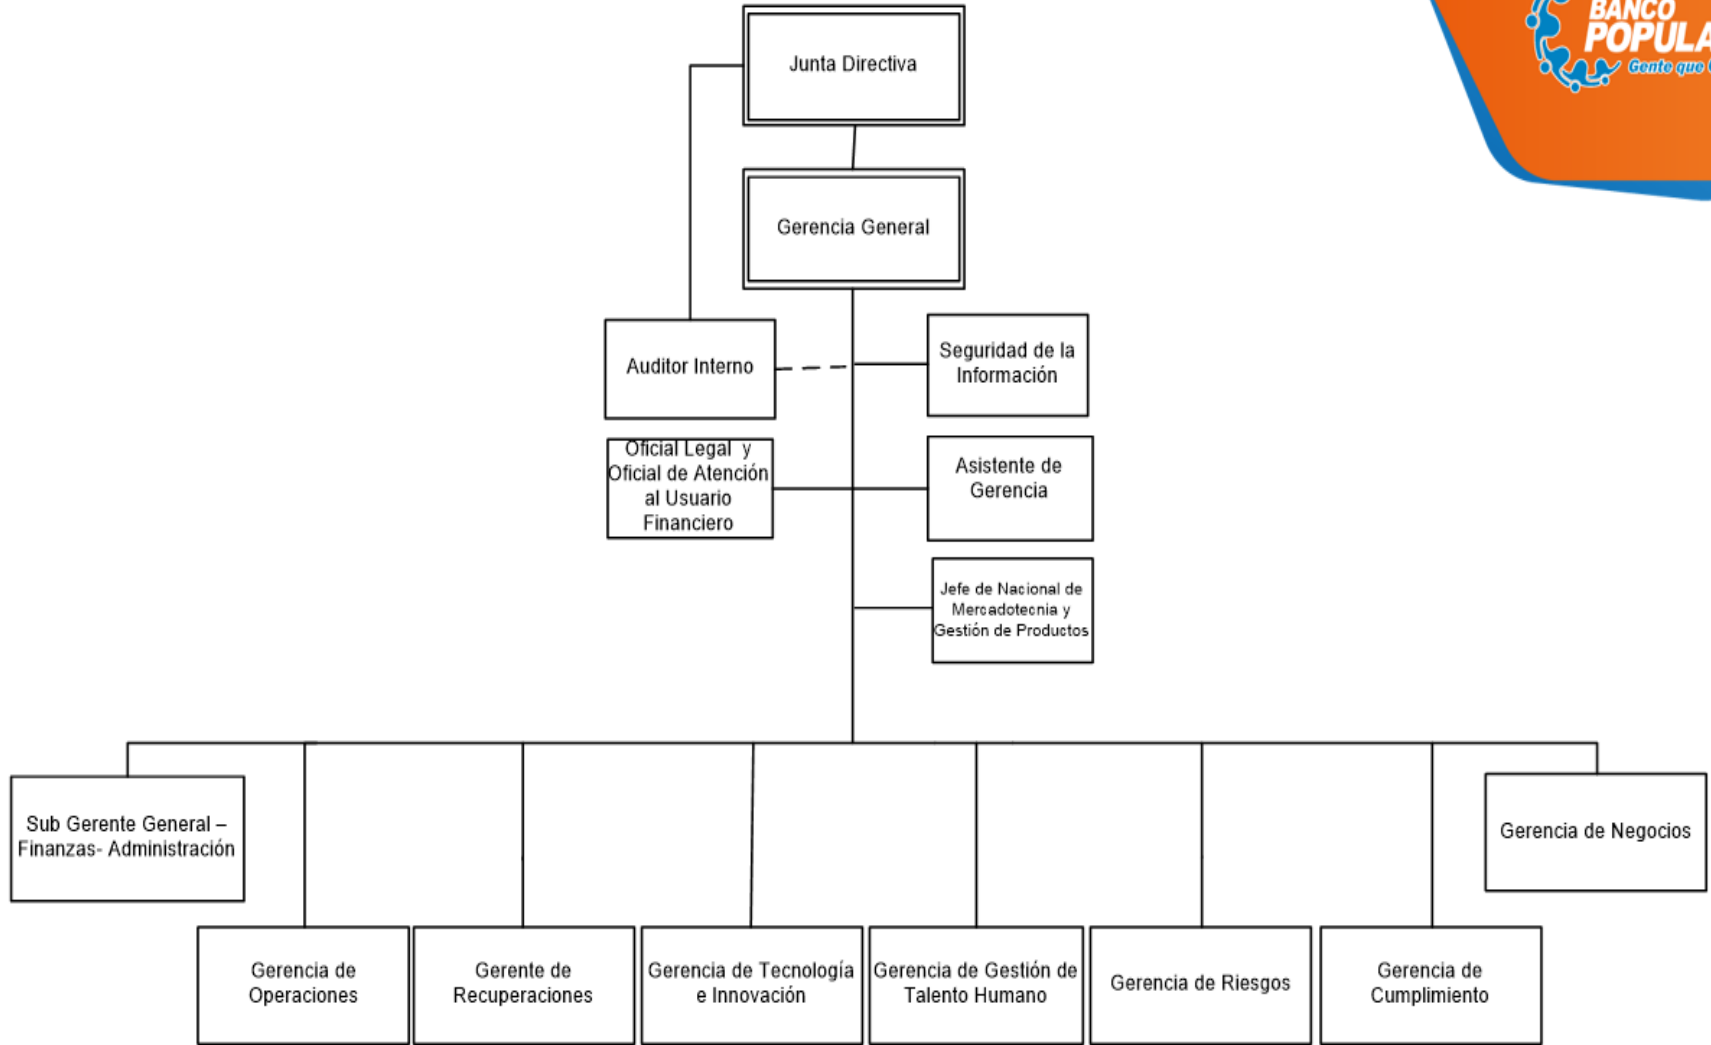 BANCO
Gente que
Junta Directiva
Gerencia General
Auditor Interno
Seguridad de la
Información
Oficial Legal y
Oficial de Atención
al Usuario
Financiero
Asistente de
Gerencia
Jefe de Nacional de
Mercadotecnia y
Gestión de Productos
Sub Gerente General –
Finanzas- Administración
Gerencia de Negocios
Gerencia de
Operaciones
Gerente de
Recuperaciones
Gerencia de Tecnología
e Innovación
Gerencia de Gestión de
Talento Humano
Gerencia de Riesgos
Gerencia de
Cumplimiento